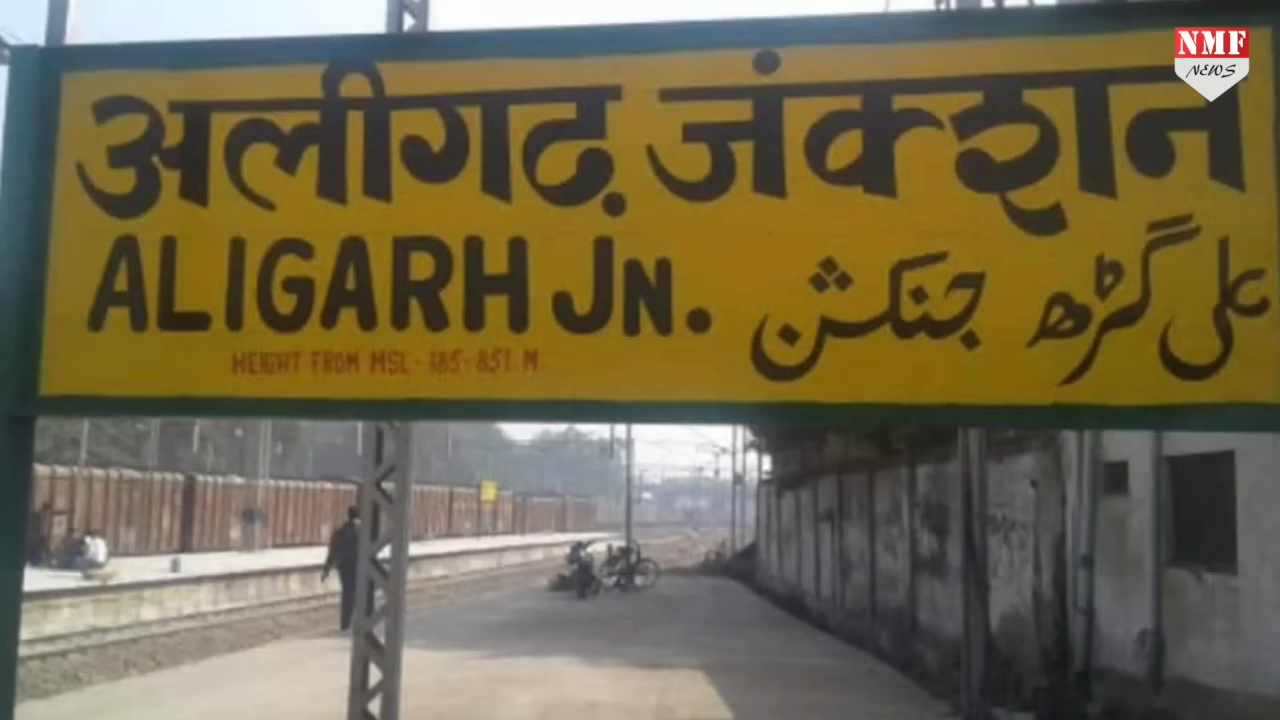 NMF
NEWS
अलीगढ़ जंक्शन
ALIGARH JN.
علی گڑھ جنکشن
HEIGHT FROM MSL - 185·851 M